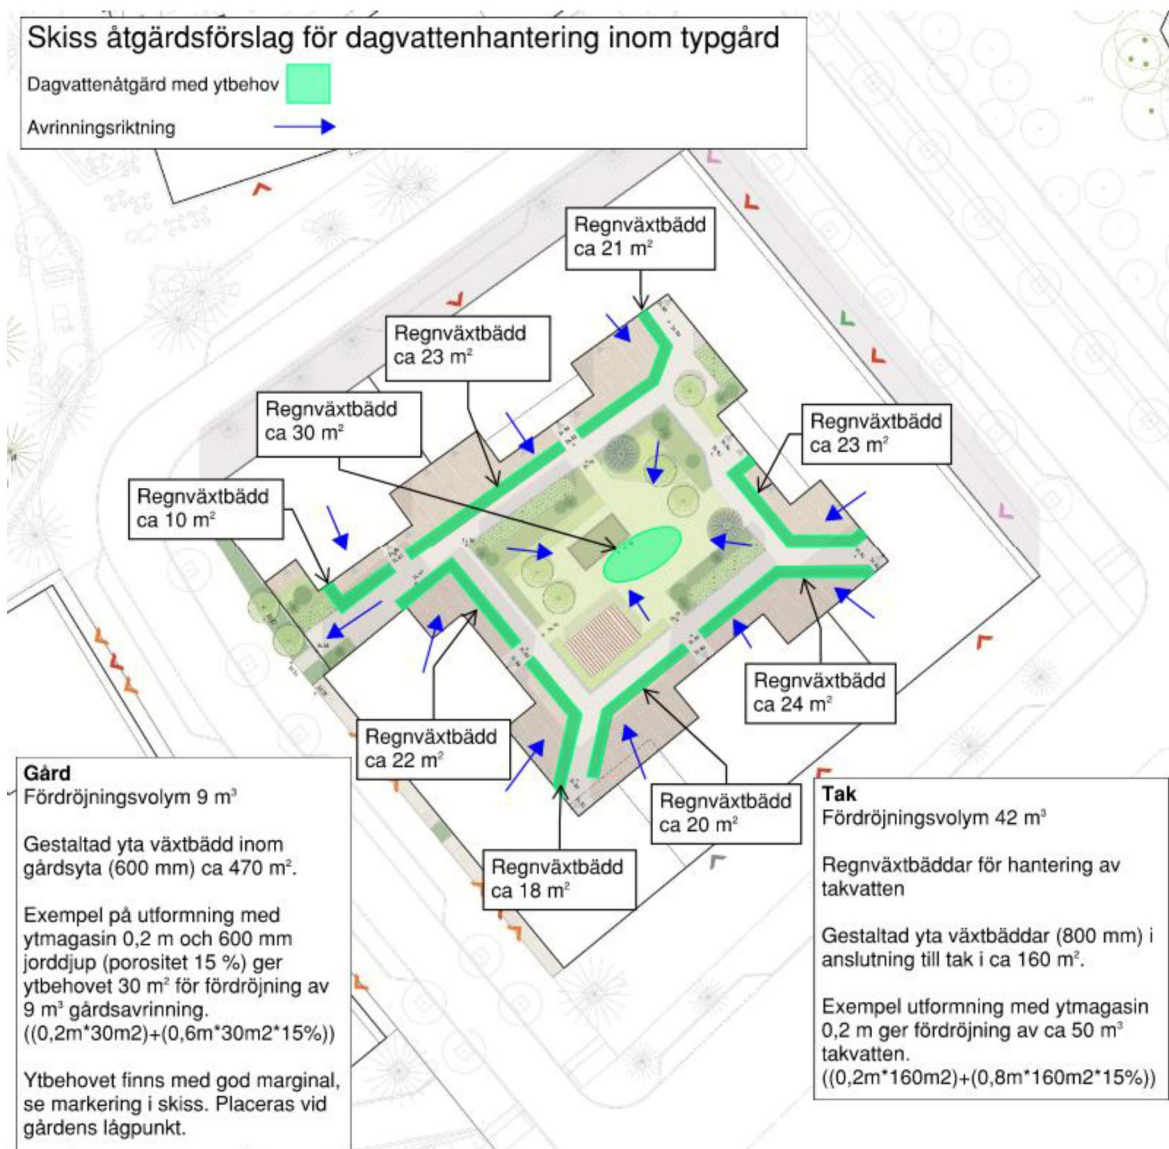 Skiss åtgärdsförslag för dagvattenhantering inom typgård
Dagvattenåtgärd med ytbehov
Avrinningsriktning
Regnväxtbädd
ca 21 m²
Regnväxtbädd
ca 23 m²
Regnväxtbädd
ca 30 m²
Regnväxtbädd
ca 23 m²
Regnväxtbädd
ca 10 m²
Regnväxtbädd
ca 24 m²
Regnväxtbädd
ca 22 m²
Regnväxtbädd
ca 20 m²
Regnväxtbädd
ca 18 m²
Gård
Fördröjningsvolym 9 m³
Gestaltad yta växtbädd inom
gårdsyta (600 mm) ca 470 m².
Exempel på utformning med
ytmagasin 0,2 m och 600 mm
jorddjup (porositet 15 %) ger
ytbehovet 30 m² för fördröjning av
9 m³ gårdsavrinning.
((0,2m*30m2)+(0,6m*30m2*15%))
Ytbehovet finns med god marginal,
se markering i skiss. Placeras vid
gårdens lågpunkt.
Tak
Fördröjningsvolym 42 m³
Regnväxtbäddar för hantering av
takvatten
Gestaltad yta växtbäddar (800 mm) i
anslutning till tak i ca 160 m².
Exempel utformning med ytmagasin
0,2 m ger fördröjning av ca 50 m³
takvatten.
((0,2m*160m2)+(0,8m*160m2*15%))